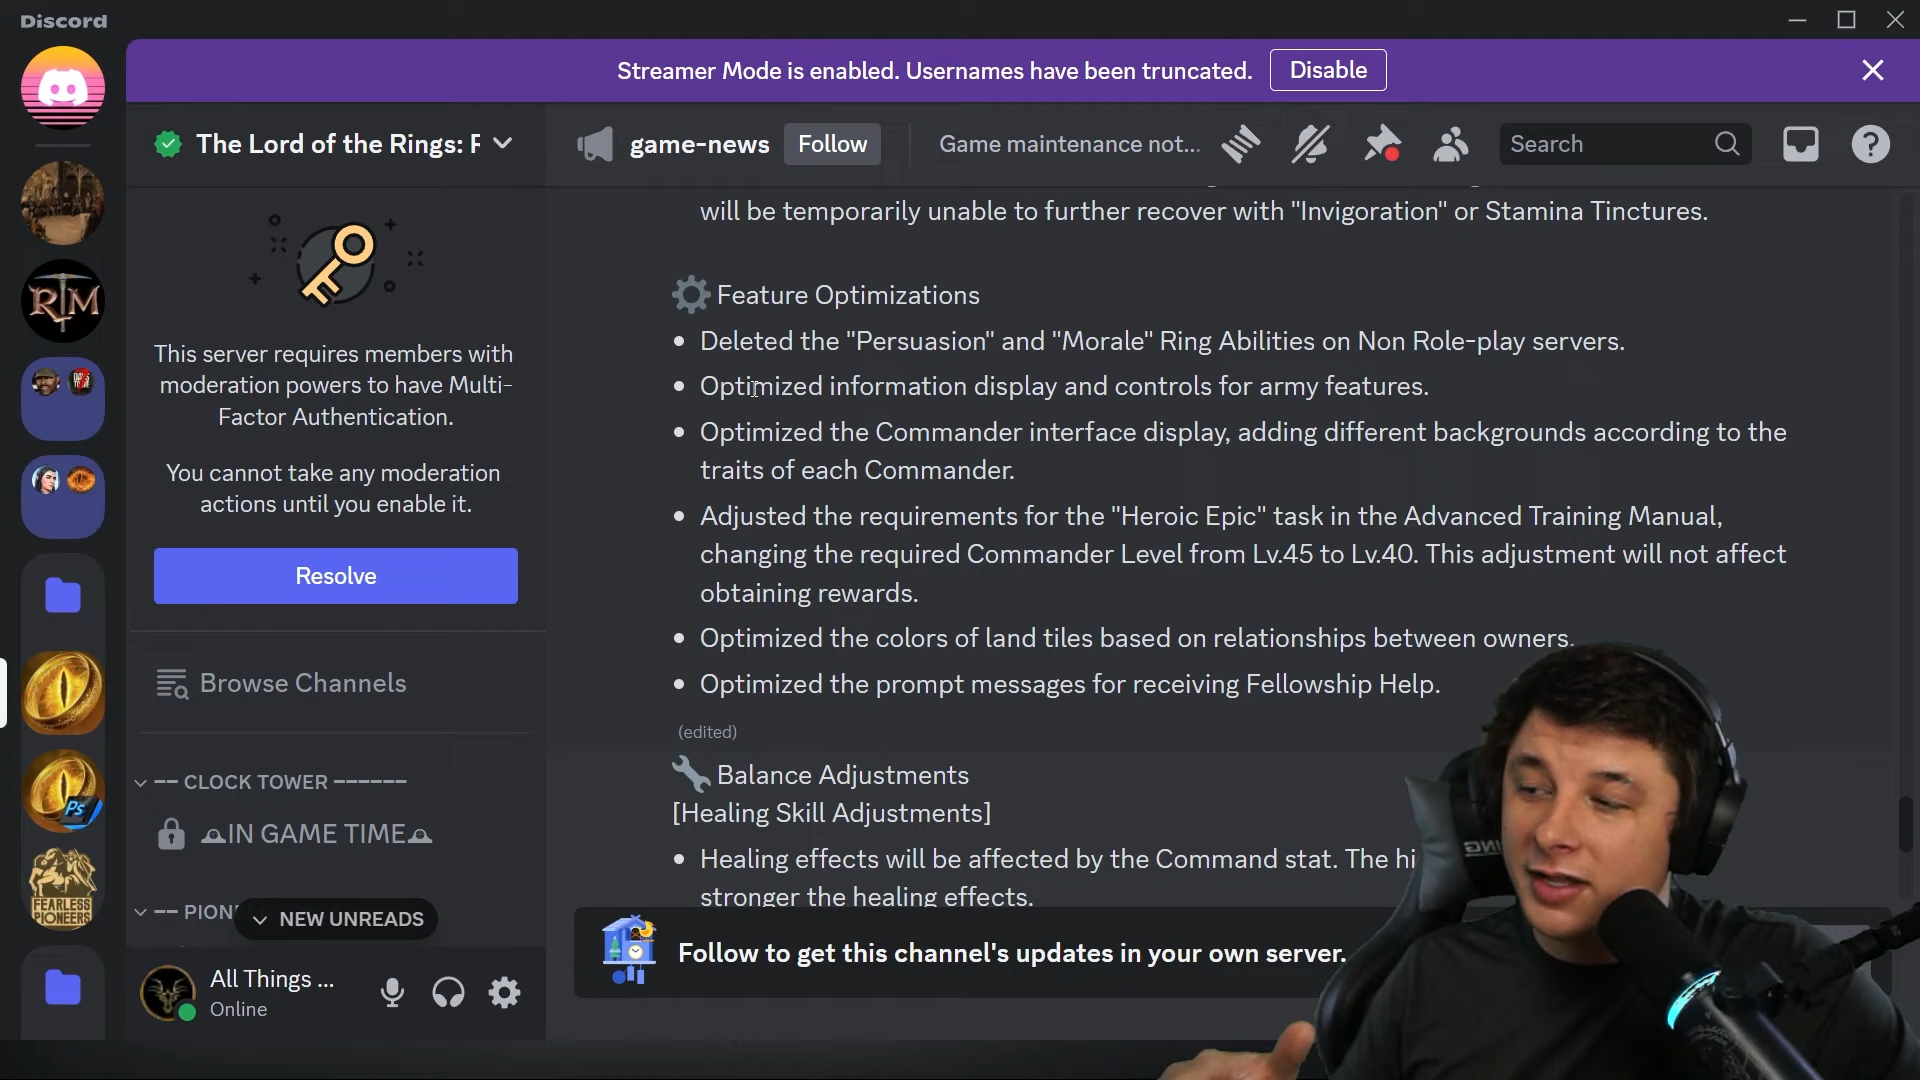 Discord
Streamer Mode is enabled. Usernames have been truncated.
Disable
The Lord of the Rings: R
game-news
Follow
Game maintenance not...
Search
will be temporarily unable to further recover with "Invigoration" or Stamina Tinctures.
Feature Optimizations
• Deleted the "Persuasion" and "Morale" Ring Abilities on Non Role-play servers.
• Optimized information display and controls for army features.
• Optimized the Commander interface display, adding different backgrounds according to the
traits of each Commander.
• Adjusted the requirements for the "Heroic Epic" task in the Advanced Training Manual,
changing the required Commander Level from Lv.45 to Lv.40. This adjustment will not affect
obtaining rewards.
• Optimized the colors of land tiles based on relationships between owners.
• Optimized the prompt messages for receiving Fellowship Help.
(edited)
Balance Adjustments
[Healing Skill Adjustments]
• Healing effects will be affected by the Command stat. The hi
stronger the healing effects.
Follow to get this channel's updates in your own server.
This server requires members with
moderation powers to have Multi-
Factor Authentication.
You cannot take any moderation
actions until you enable it.
Resolve
Browse Channels
-- CLOCK TOWER ------
IN GAME TIME
-- PION
NEW UNREADS
All Things ...
Online
RTM
Ps
FEARLESS
PIONEERS